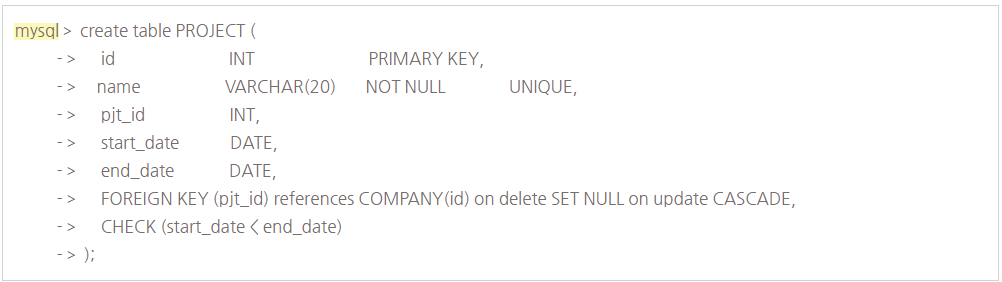 mysql > create table PROJECT (
-> id INT PRIMARY KEY,
-> name VARCHAR(20) NOT NULL UNIQUE,
-> pjt_id INT,
-> start_date DATE,
-> end_date DATE,
-> FOREIGN KEY (pjt_id) references COMPANY(id) on delete SET NULL on update CASCADE,
-> CHECK (start_date < end_date)
-> );